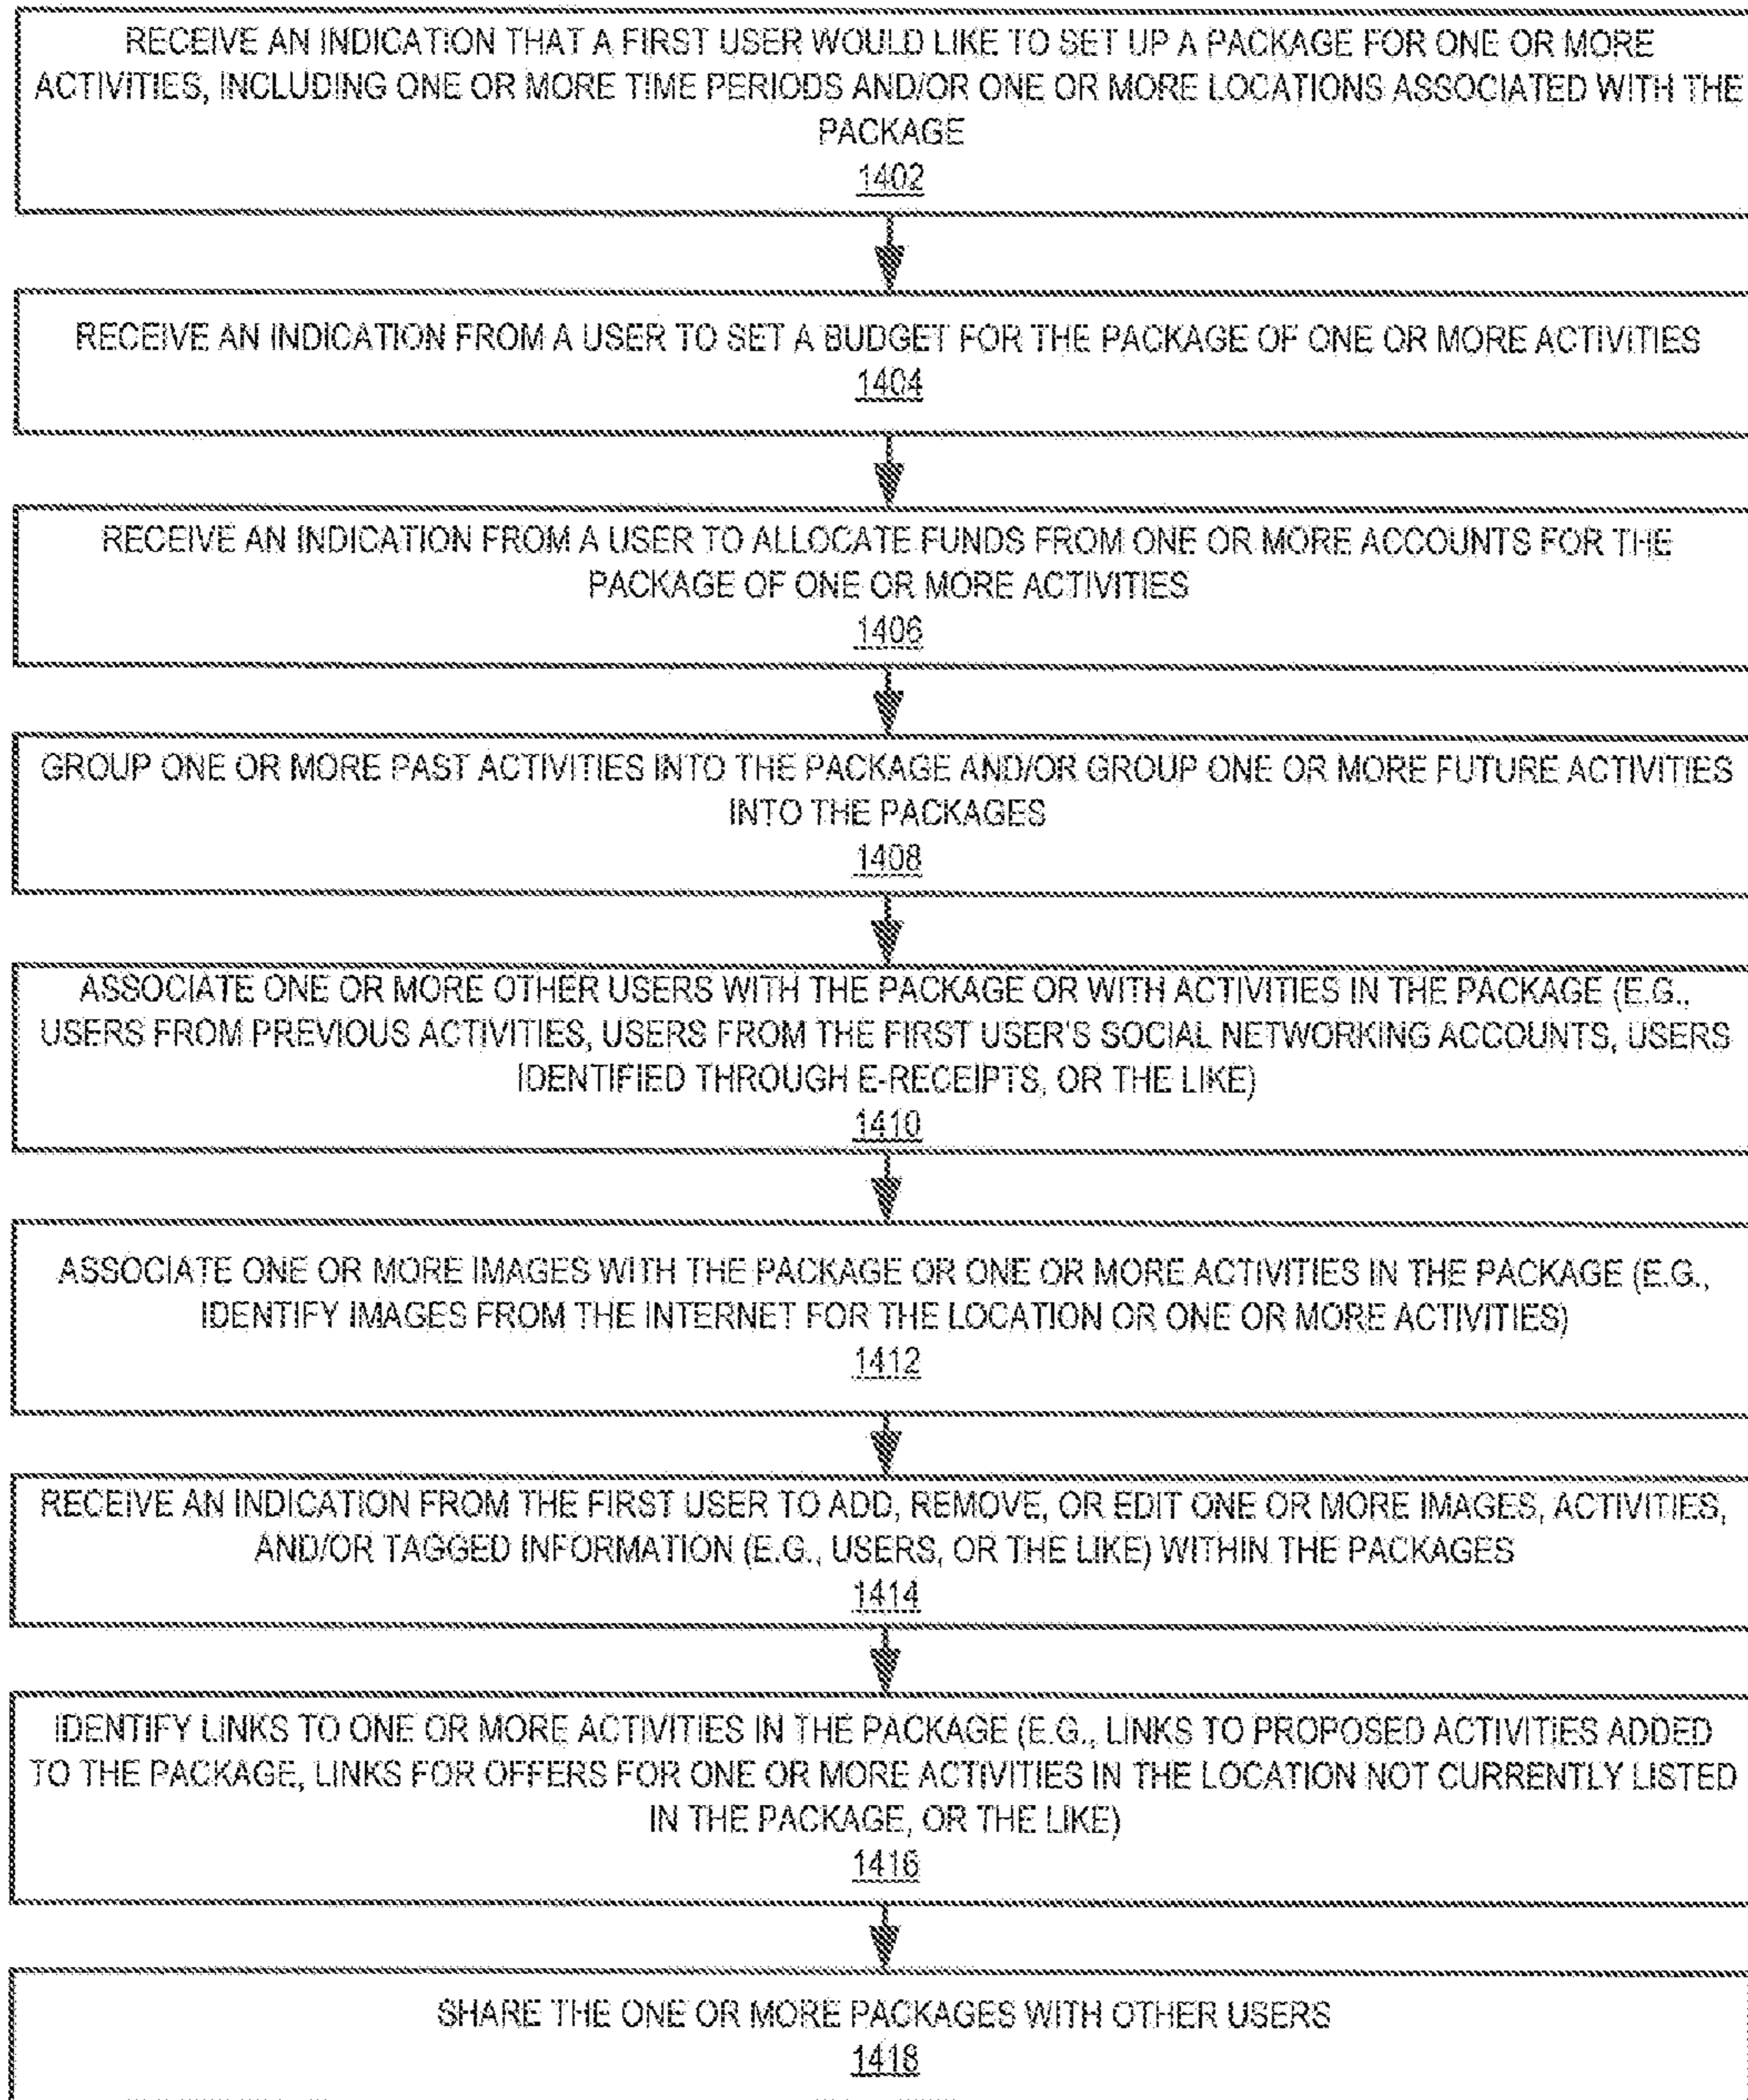 RECEIVE AN INDICATION THAT A FIRST USER WOULD LIKE TO SET UP A PACKAGE FOR ONE OR MORE
ACTIVITIES, INCLUDING ONE OR MORE TIME PERIODS AND/OR ONE OR MORE LOCATIONS ASSOCIATED WITH THE
PACKAGE
1402
RECEIVE AN INDICATION FROM A USER TO SET A BUDGET FOR THE PACKAGE OF ONE OR MORE ACTIVITIES
1404
RECEIVE AN INDICATION FROM A USER TO ALLOCATE FUNDS FROM ONE OR MORE ACCOUNTS FOR THE
PACKAGE OF ONE OR MORE ACTIVITIES
1406
GROUP ONE OR MORE PAST ACTIVITIES INTO THE PACKAGE AND/OR GROUP ONE OR MORE FUTURE ACTIVITIES
INTO THE PACKAGES
1408
ASSOCIATE ONE OR MORE OTHER USERS WITH THE PACKAGE OR WITH ACTIVITIES IN THE PACKAGE (E.G.,
USERS FROM PREVIOUS ACTIVITIES, USERS FROM THE FIRST USER'S SOCIAL NETWORKING ACCOUNTS, USERS
IDENTIFIED THROUGH E-RECEIPTS, OR THE LIKE)
1410
ASSOCIATE ONE OR MORE IMAGES WITH THE PACKAGE OR ONE OR MORE ACTIVITIES IN THE PACKAGE (E.G.,
IDENTIFY IMAGES FROM THE INTERNET FOR THE LOCATION OR ONE OR MORE ACTIVITIES)
1412
RECEIVE AN INDICATION FROM THE FIRST USER TO ADD, REMOVE, OR EDIT ONE OR MORE IMAGES, ACTIVITIES,
AND/OR TAGGED INFORMATION (E.G., USERS, OR THE LIKE) WITHIN THE PACKAGES
1414
IDENTIFY LINKS TO ONE OR MORE ACTIVITIES IN THE PACKAGE (E.G., LINKS TO PROPOSED ACTIVITIES ADDED
TO THE PACKAGE, LINKS FOR OFFERS FOR ONE OR MORE ACTIVITIES IN THE LOCATION NOT CURRENTLY LISTED
IN THE PACKAGE, OR THE LIKE)
1416
SHARE THE ONE OR MORE PACKAGES WITH OTHER USERS
1418